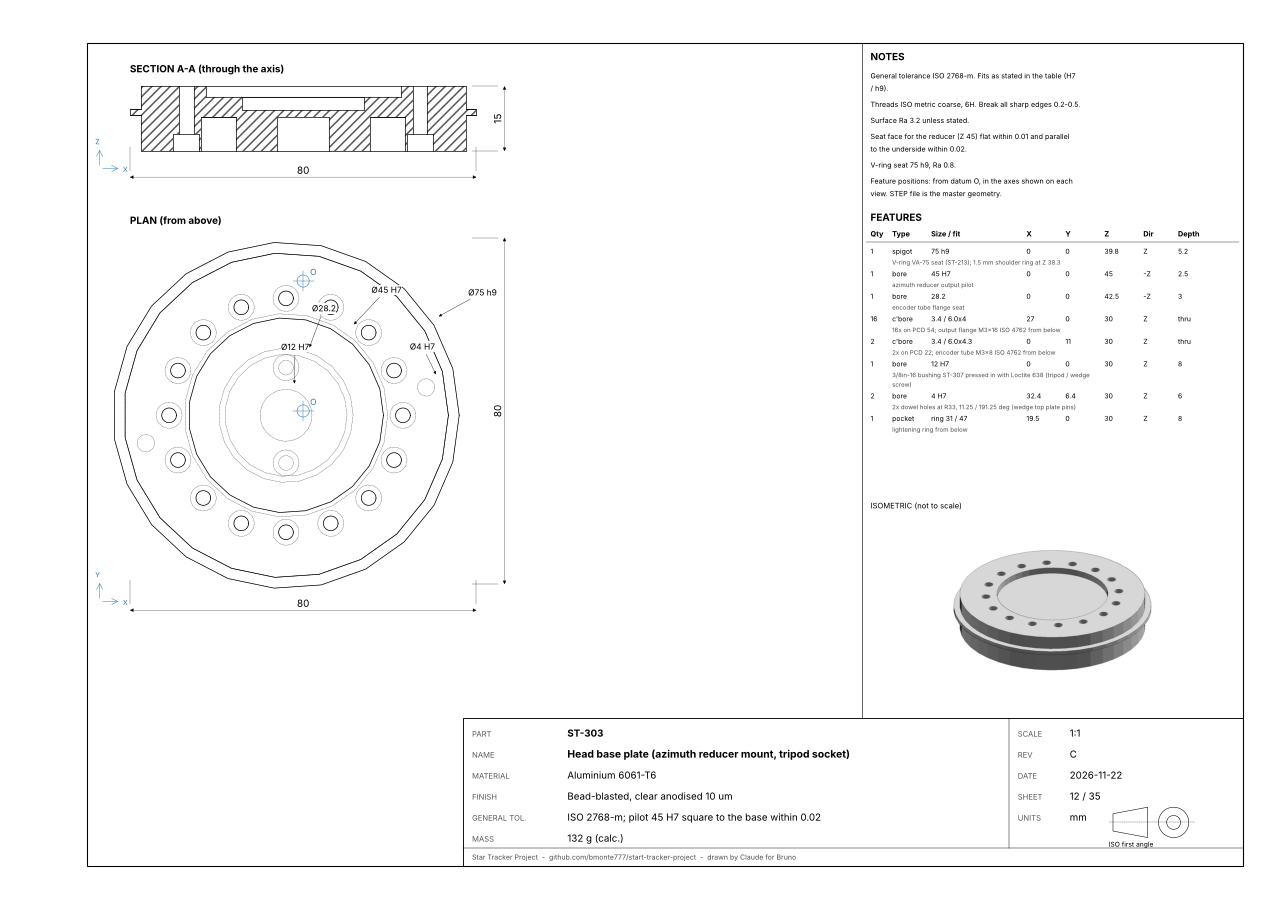 SECTION A-A (through the axis)
15
Z
X
80
PLAN (from above)
O
Ø45 H7
Ø75 h9
Ø28.2
Ø12 H7
Ø4 H7
O
80
Y
X
80
NOTES
General tolerance ISO 2768-m. Fits as stated in the table (H7
/ h9).
Threads ISO metric coarse, 6H. Break all sharp edges 0.2-0.5.
Surface Ra 3.2 unless stated.
Seat face for the reducer (Z 45) flat within 0.01 and parallel
to the underside within 0.02.
V-ring seat 75 h9, Ra 0.8.
Feature positions: from datum O, in the axes shown on each
view. STEP file is the master geometry.
FEATURES
Qty Type Size / fit X Y Z Dir Depth
1 spigot 75 h9 0 0 39.8 Z 5.2
V-ring VA-75 seat (ST-213); 1.5 mm shoulder ring at Z 38.3
1 bore 45 H7 0 0 45 -Z 2.5
azimuth reducer output pilot
1 bore 28.2 0 0 42.5 -Z 3
encoder tube flange seat
16 c'bore 3.4 / 6.0x4 27 0 30 Z thru
16x on PCD 54; output flange M3×16 ISO 4762 from below
2 c'bore 3.4 / 6.0x4.3 0 11 30 Z thru
2x on PCD 22; encoder tube M3×8 ISO 4762 from below
1 bore 12 H7 0 0 30 Z 8
3/8in-16 bushing ST-307 pressed in with Loctite 638 (tripod / wedge
screw)
2 bore 4 H7 32.4 6.4 30 Z 6
2x dowel holes at R33, 11.25 / 191.25 deg (wedge top plate pins)
1 pocket ring 31 / 47 19.5 0 30 Z 8
lightening ring from below
ISOMETRIC (not to scale)
PART ST-303
NAME Head base plate (azimuth reducer mount, tripod socket)
MATERIAL Aluminium 6061-T6
FINISH Bead-blasted, clear anodised 10 um
GENERAL TOL. ISO 2768-m; pilot 45 H7 square to the base within 0.02
MASS 132 g (calc.)
SCALE 1:1
REV C
DATE 2026-11-22
SHEET 12 / 35
UNITS mm
ISO first angle
Star Tracker Project - github.com/bmonte777/start-tracker-project - drawn by Claude for Bruno